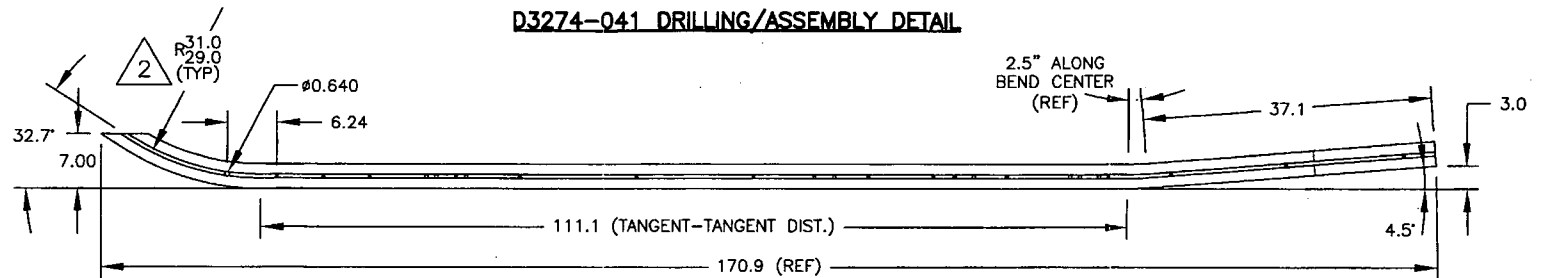 D3274-041 DRILLING/ASSEMBLY DETAIL
2
R31.0
29.0
(TYP)
Ø0.640
6.24
2.5" ALONG
BEND CENTER
(REF)
37.1
3.0
32.7°
7.00
111.1 (TANGENT-TANGENT DIST.)
4.5°
170.9 (REF)